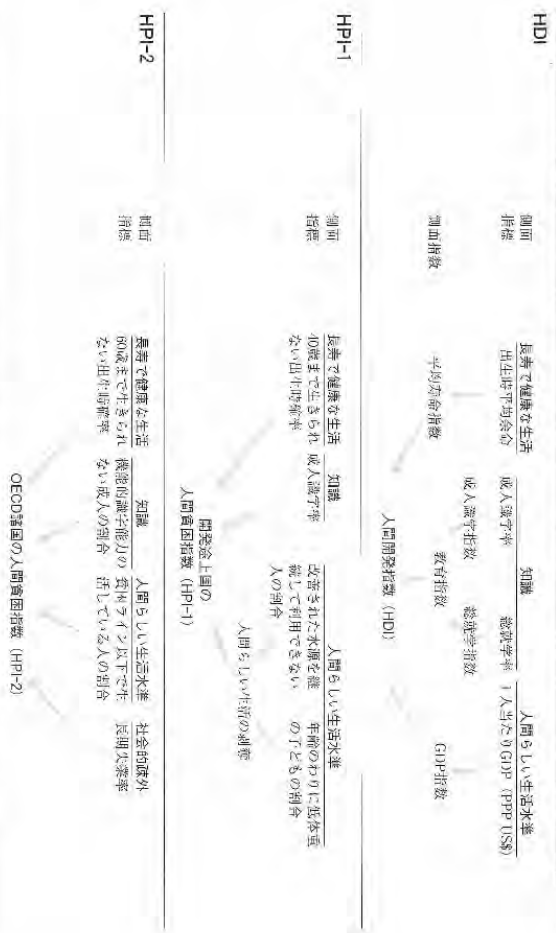 HDI
側面 長寿で健康な生活 知識 人間らしい生活水準
指標 出生時平均余命 成人識字率 総就学率 1人当たりGDP (PPP US$)
成人識字指数 総就学指数
側面指数 平均寿命指数 教育指数 GDP指数
人間開発指数 (HDI)
HPI-1
側面 長寿で健康な生活 知識 人間らしい生活水準
指標 40歳まで生きられ 成人識字率 改善された水源を継 年齢のわりに低体重
ない出生時確率 続して利用できない の子どもの割合
人の割合
人間らしい生活の剥奪
開発途上国の
人間貧困指数 (HPI-1)
HPI-2
側面 長寿で健康な生活 知識 人間らしい生活水準 社会的疎外
指標 60歳まで生きられ 機能的識字能力の 貧困ライン以下で生 長期失業率
ない出生時確率 ない成人の割合 活している人の割合
OECD諸国の人間貧困指数 (HPI-2)